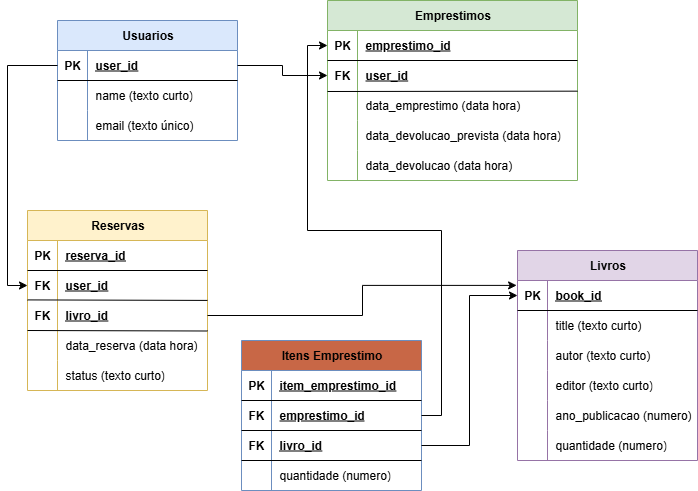 Usuarios
PK user_id
name (texto curto)
email (texto único)
Emprestimos
PK emprestimo_id
FK user_id
data_emprestimo (data hora)
data_devolucao_prevista (data hora)
data_devolucao (data hora)
Reservas
PK reserva_id
FK user_id
FK livro_id
data_reserva (data hora)
status (texto curto)
Itens Emprestimo
PK item_emprestimo_id
FK emprestimo_id
FK livro_id
quantidade (numero)
Livros
PK book_id
title (texto curto)
autor (texto curto)
editor (texto curto)
ano_publicacao (numero)
quantidade (numero)